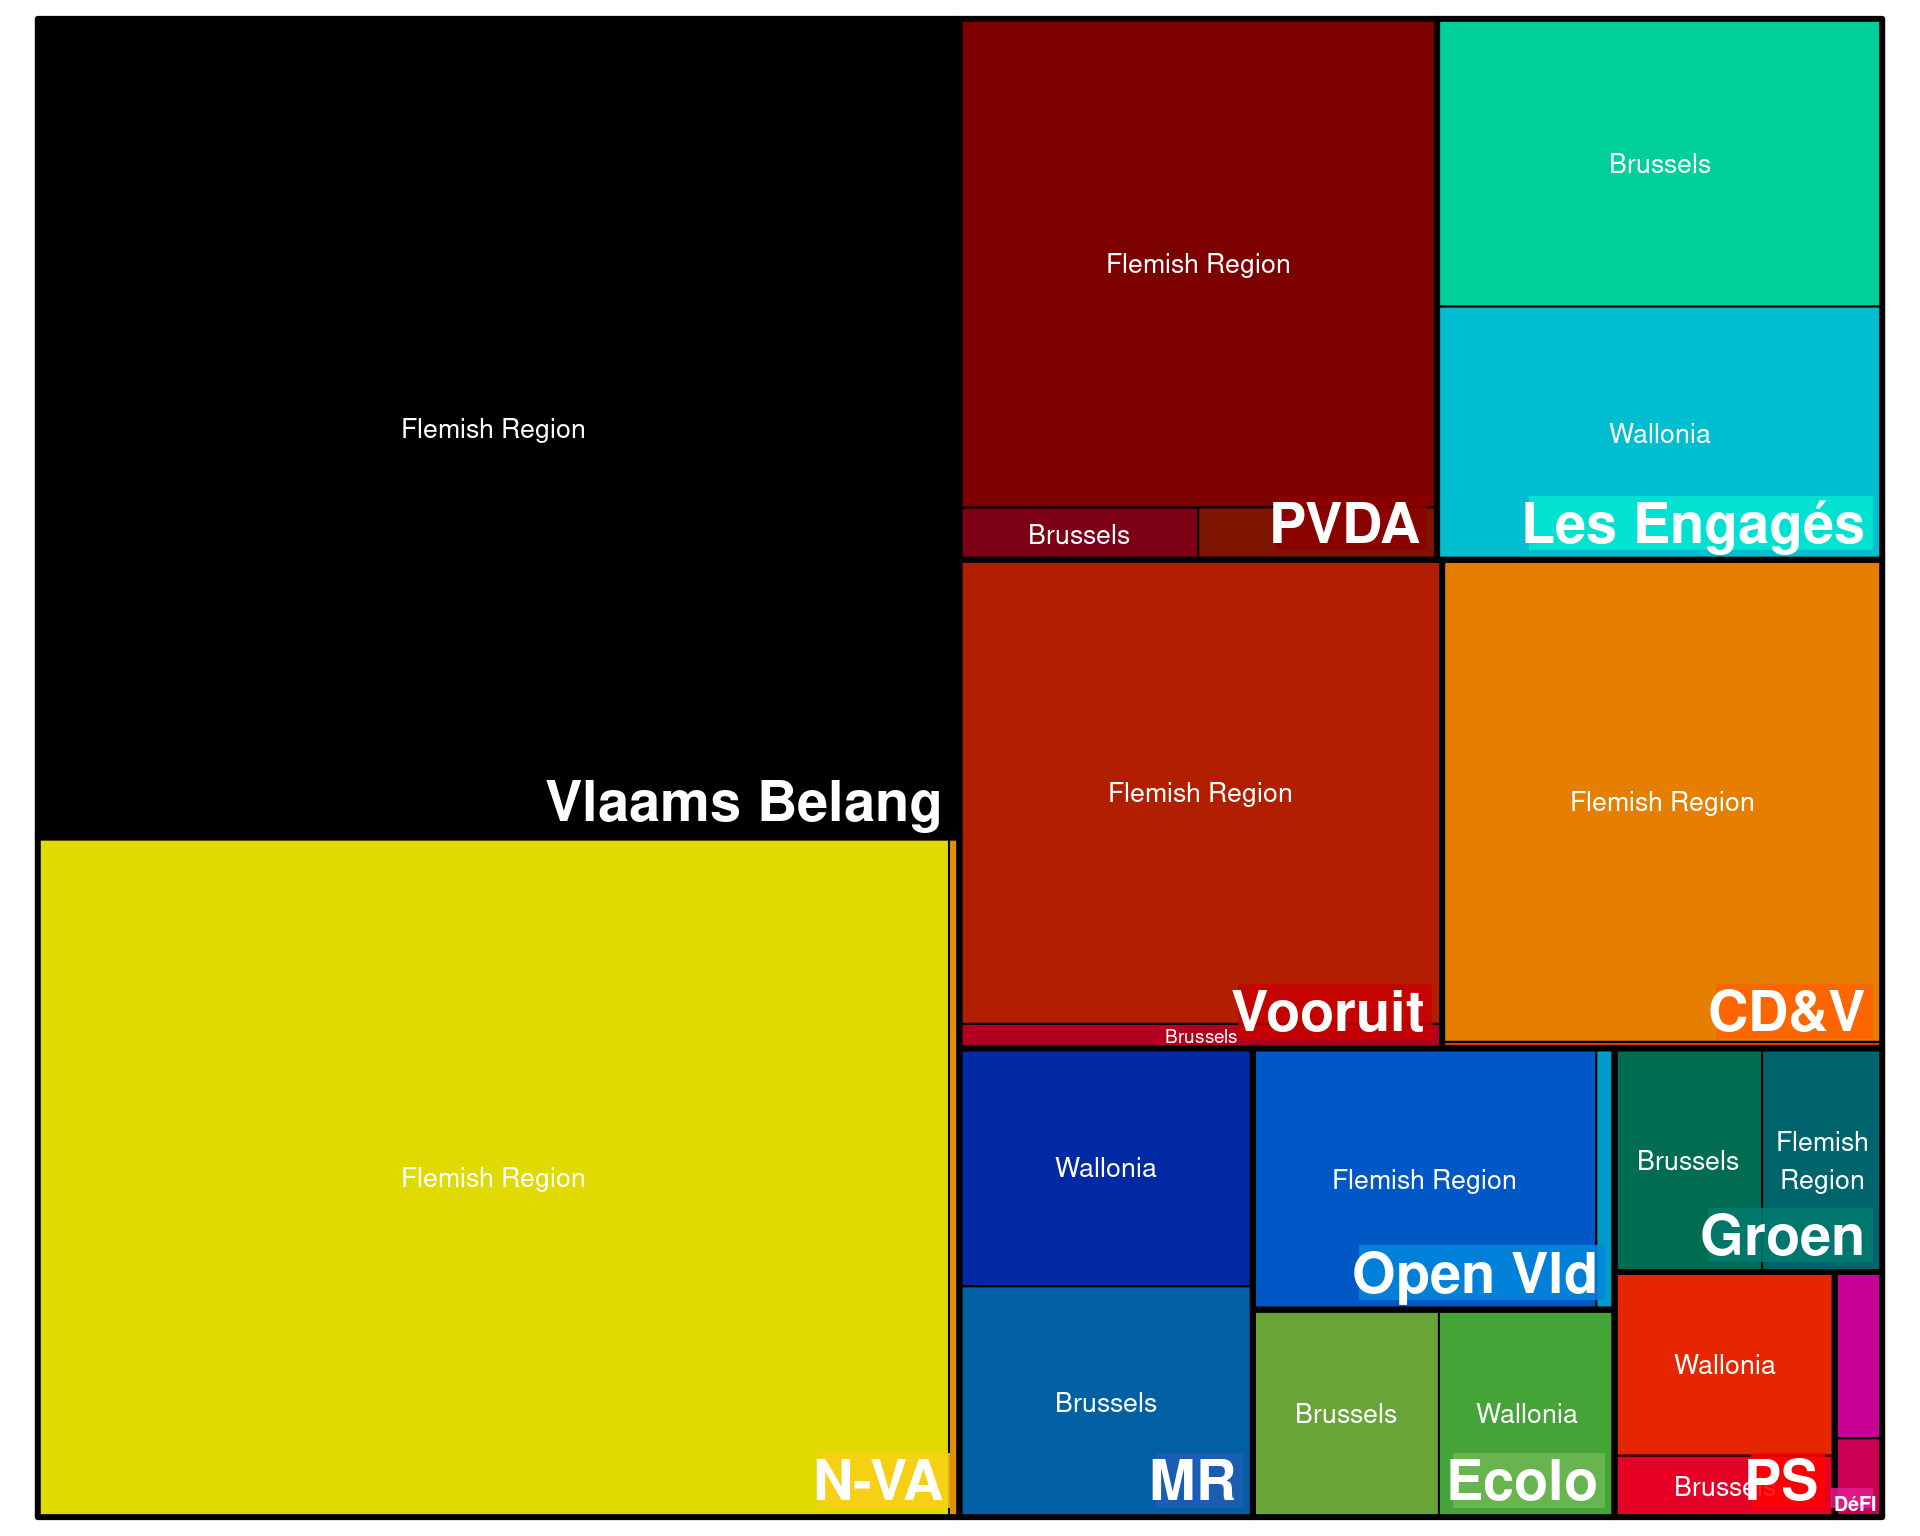 Flemish Region
Vlaams Belang
Flemish Region
N-VA
Flemish Region
Brussels
PVDA
Brussels
Wallonia
Les Engagés
Flemish Region
Brussels
Vooruit
Flemish Region
CD&V
Wallonia
Brussels
MR
Flemish Region
Open Vld
Brussels
Wallonia
Ecolo
Brussels
Flemish
Region
Groen
Wallonia
Brussels
PS
DéFI